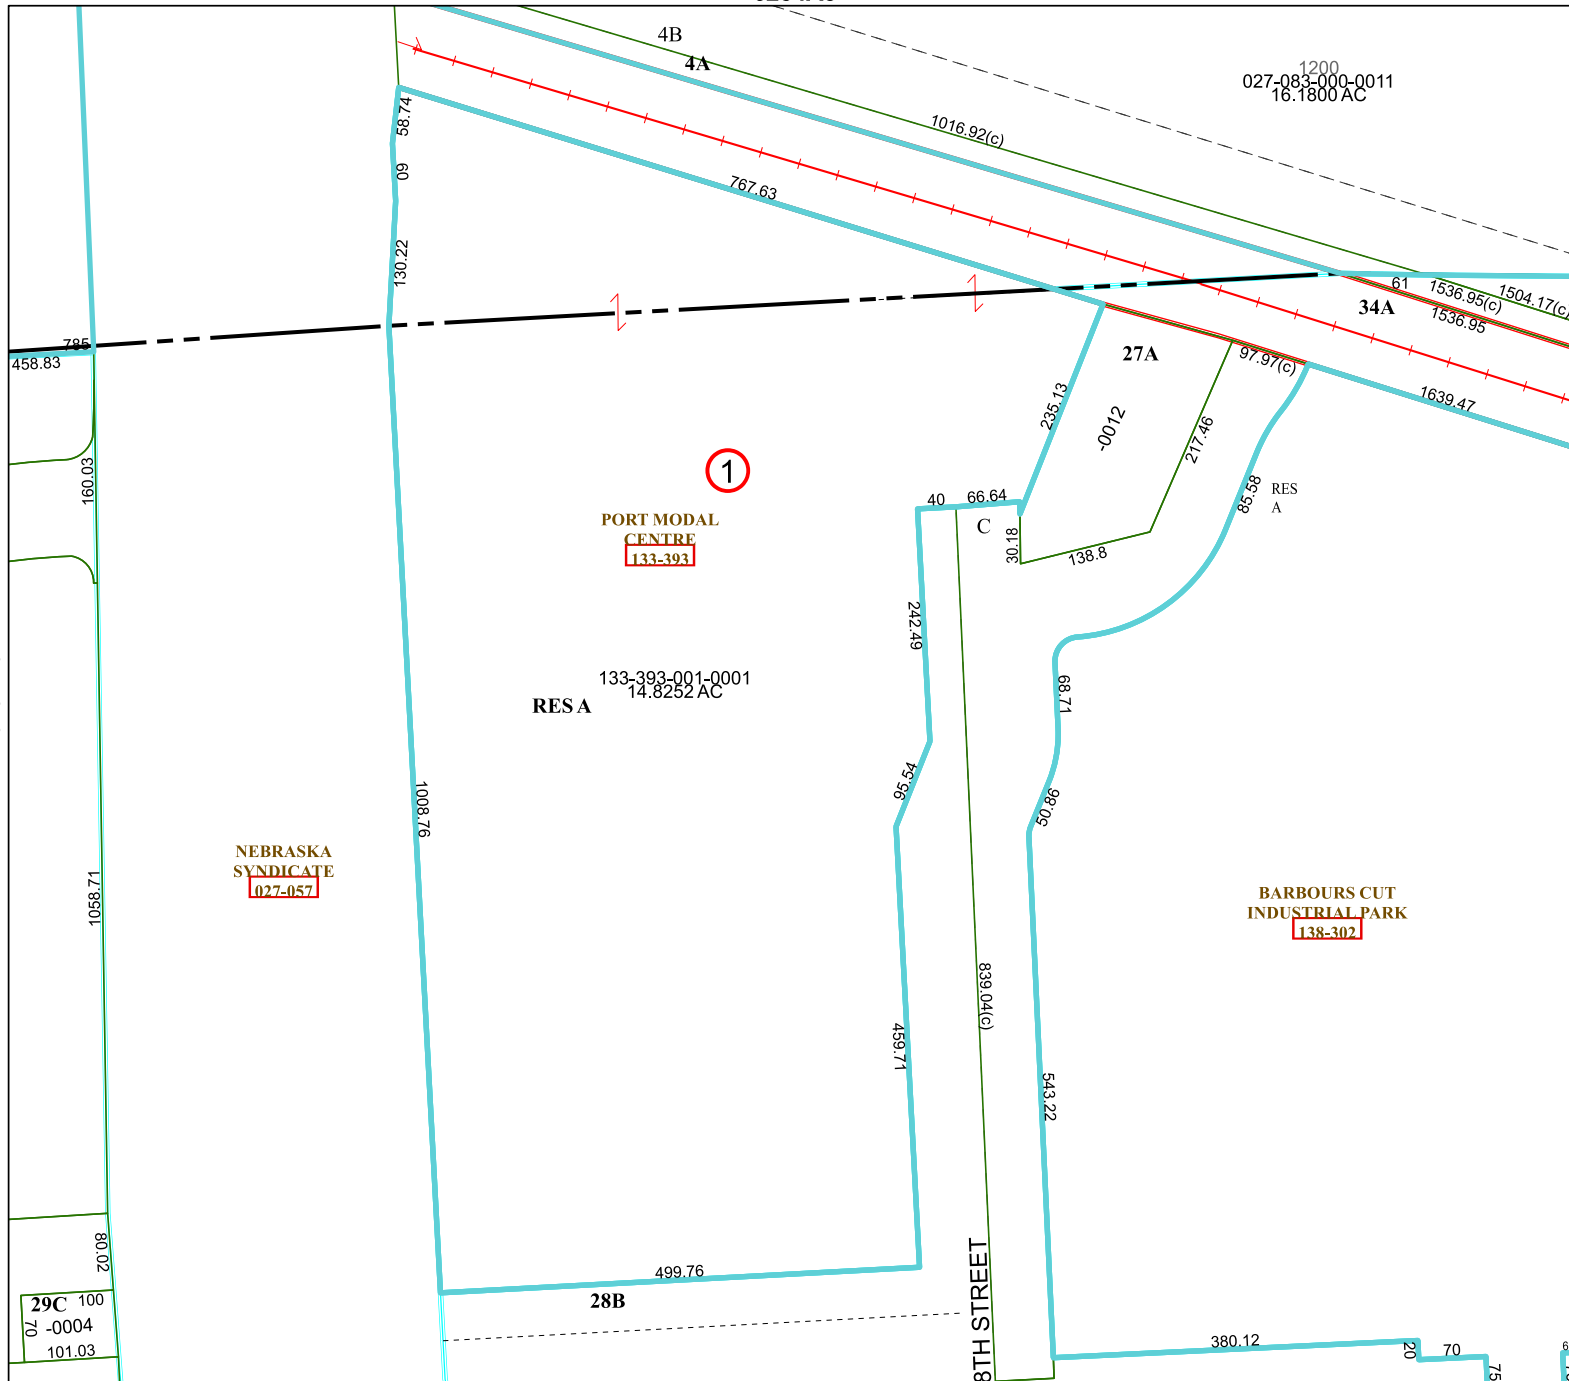 4B
4A
1200
027-083-000-0011
16.1800 AC
1016.92(c)
58.74
60
767.63
130.22
61
1536.95(c)
1504.17(c)
34A
1536.95
785
458.83
27A
97.97(c)
1639.47
235.13
-0012
217.46
160.03
1
40
66.64
C
85.58
RES
A
PORT MODAL
CENTRE
133-393
30.18
138.8
242.49
133-393-001-0001
14.8252 AC
RES A
68.71
95.54
50.86
1008.76
NEBRASKA
SYNDICATE
027-057
1058.71
BARBOURS CUT
INDUSTRIAL PARK
138-302
839.04(c)
459.71
543.22
80.02
499.76
28B
8TH STREET
29C
100
-0004
70
101.03
380.12
20
70
75
6